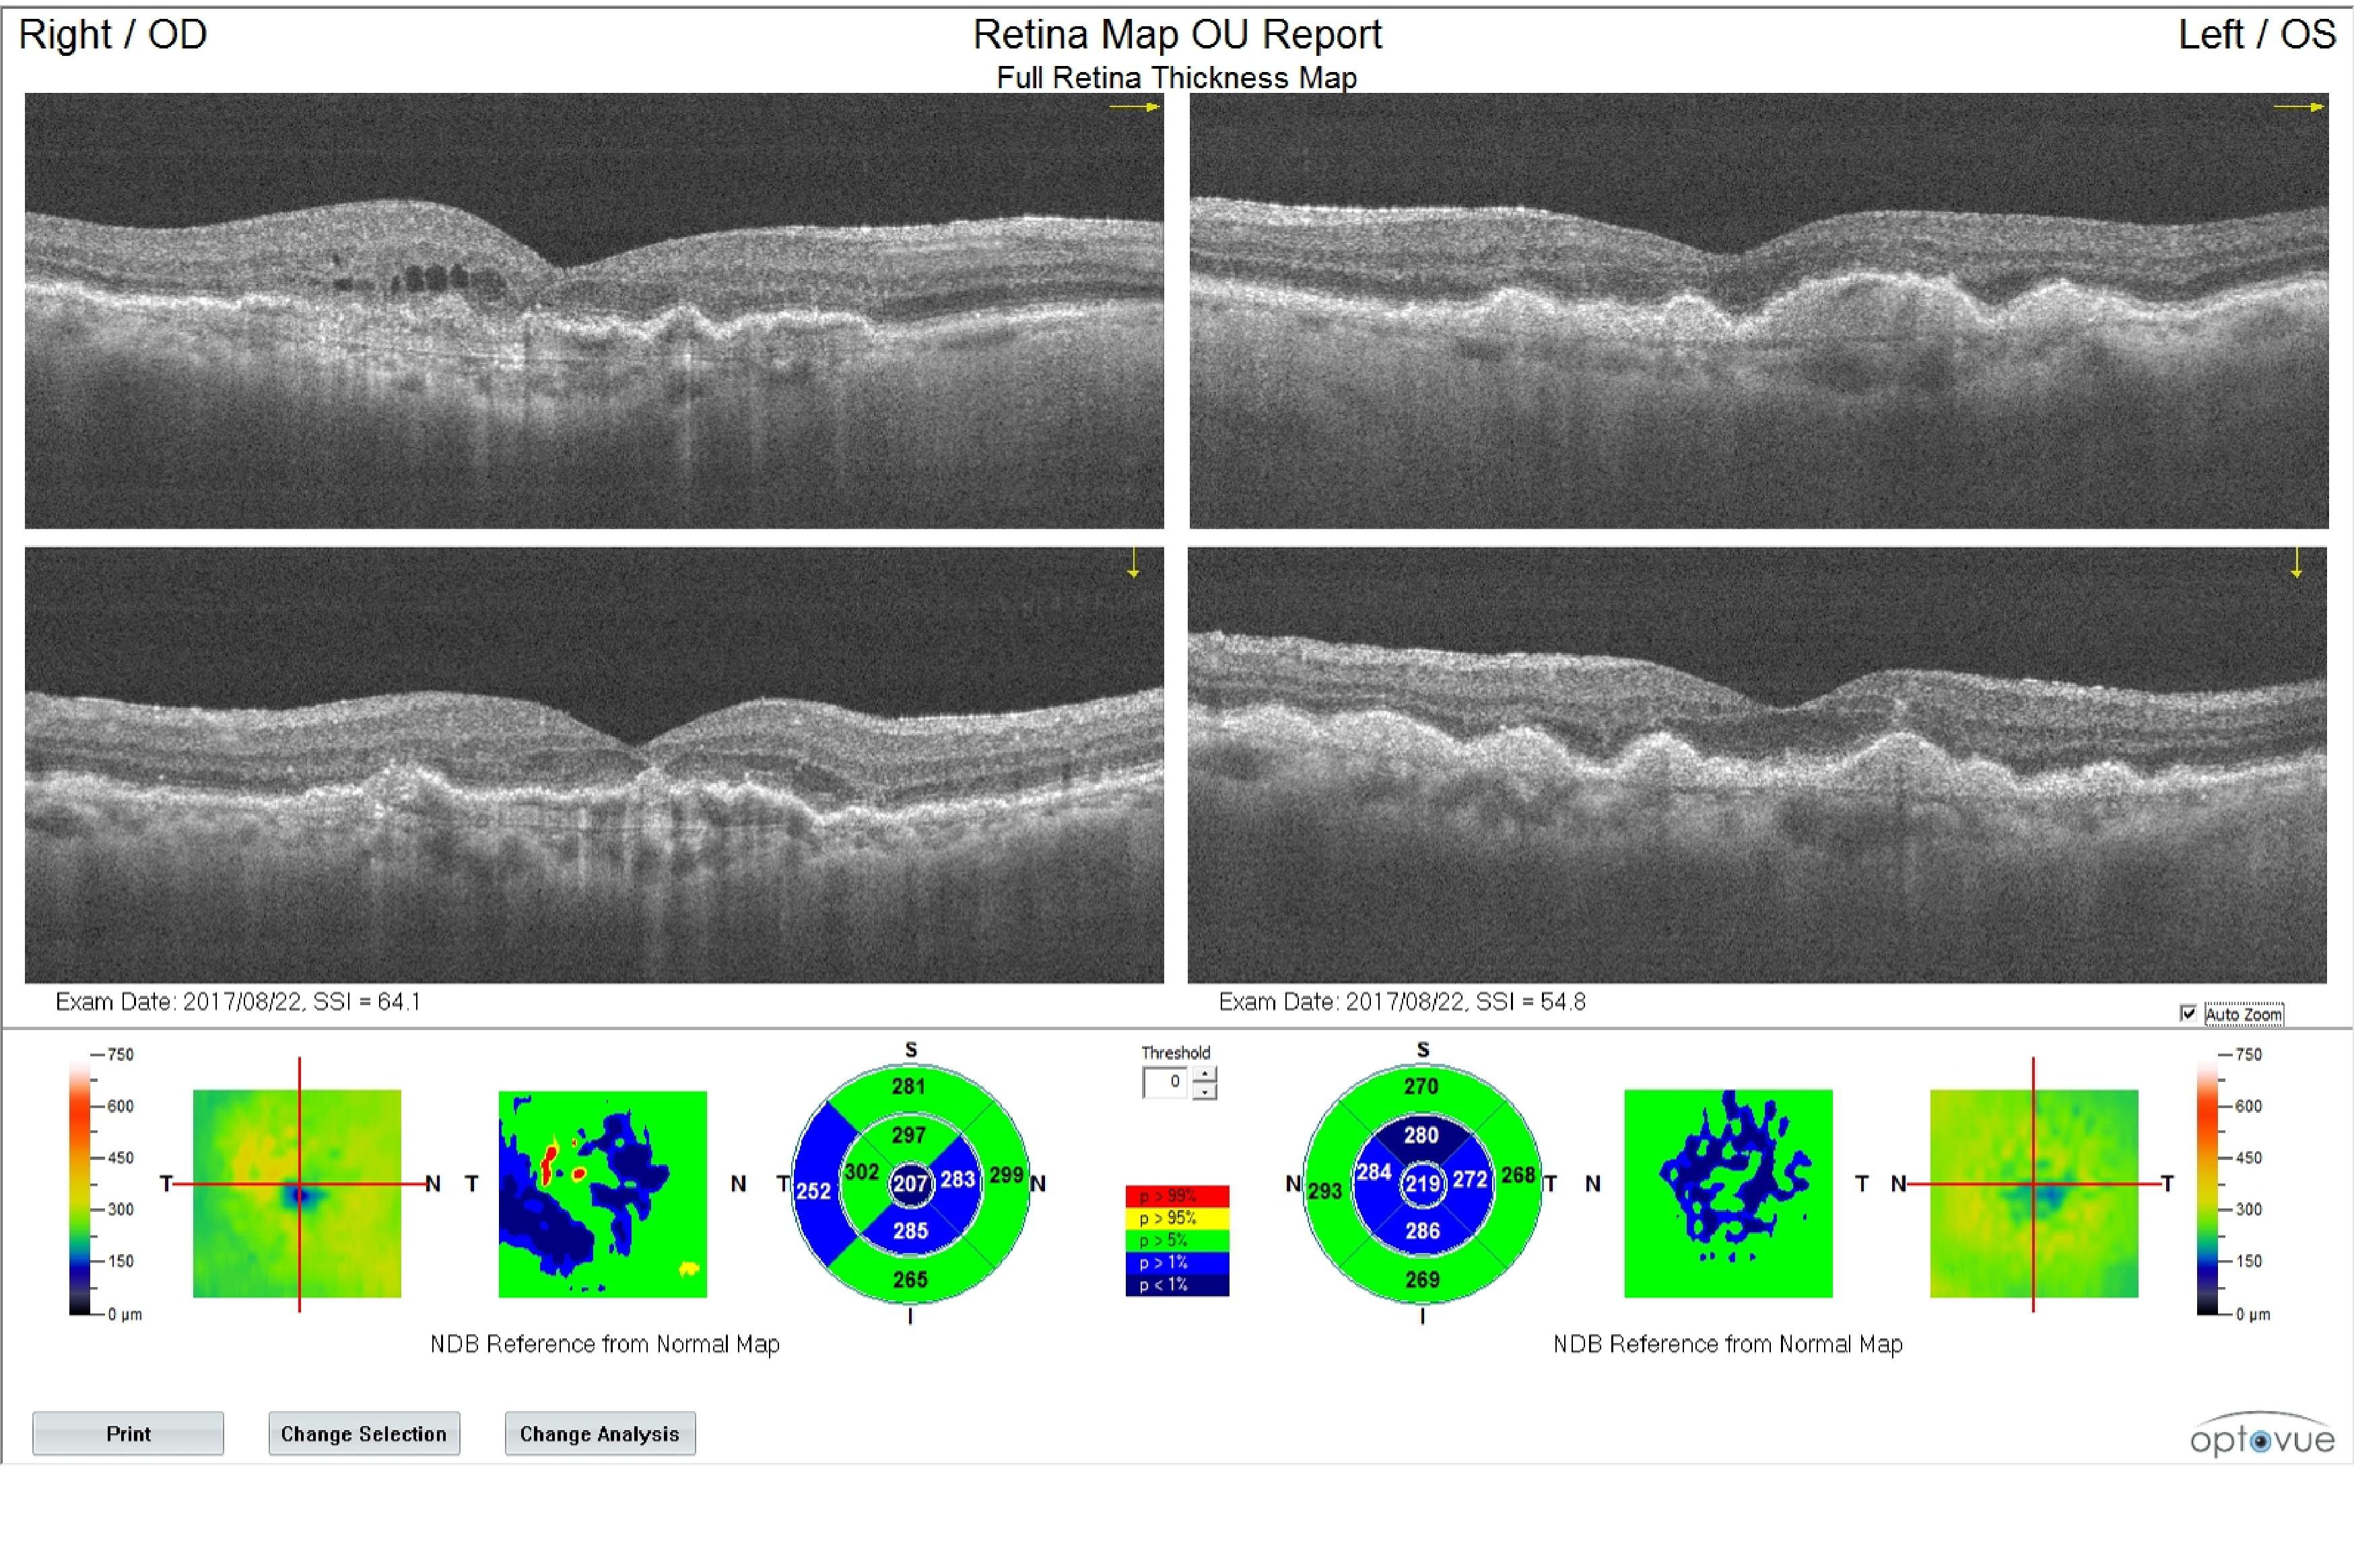 Right / OD
Retina Map OU Report
Left / OS
Full Retina Thickness Map
Exam Date: 2017/08/22, SSI = 64.1
Exam Date: 2017/08/22, SSI = 54.8
Auto Zoom
750
600
450
300
150
0 µm
T
N
T
N
S
281
297
T
252
302
207
283
299
N
285
265
I
Threshold
0
p > 99%
p > 95%
p > 5%
p > 1%
p < 1%
S
270
280
N
293
284
219
272
268
T
286
269
I
N
T
N
T
750
600
450
300
150
0 µm
NDB Reference from Normal Map
NDB Reference from Normal Map
Print
Change Selection
Change Analysis
optovue